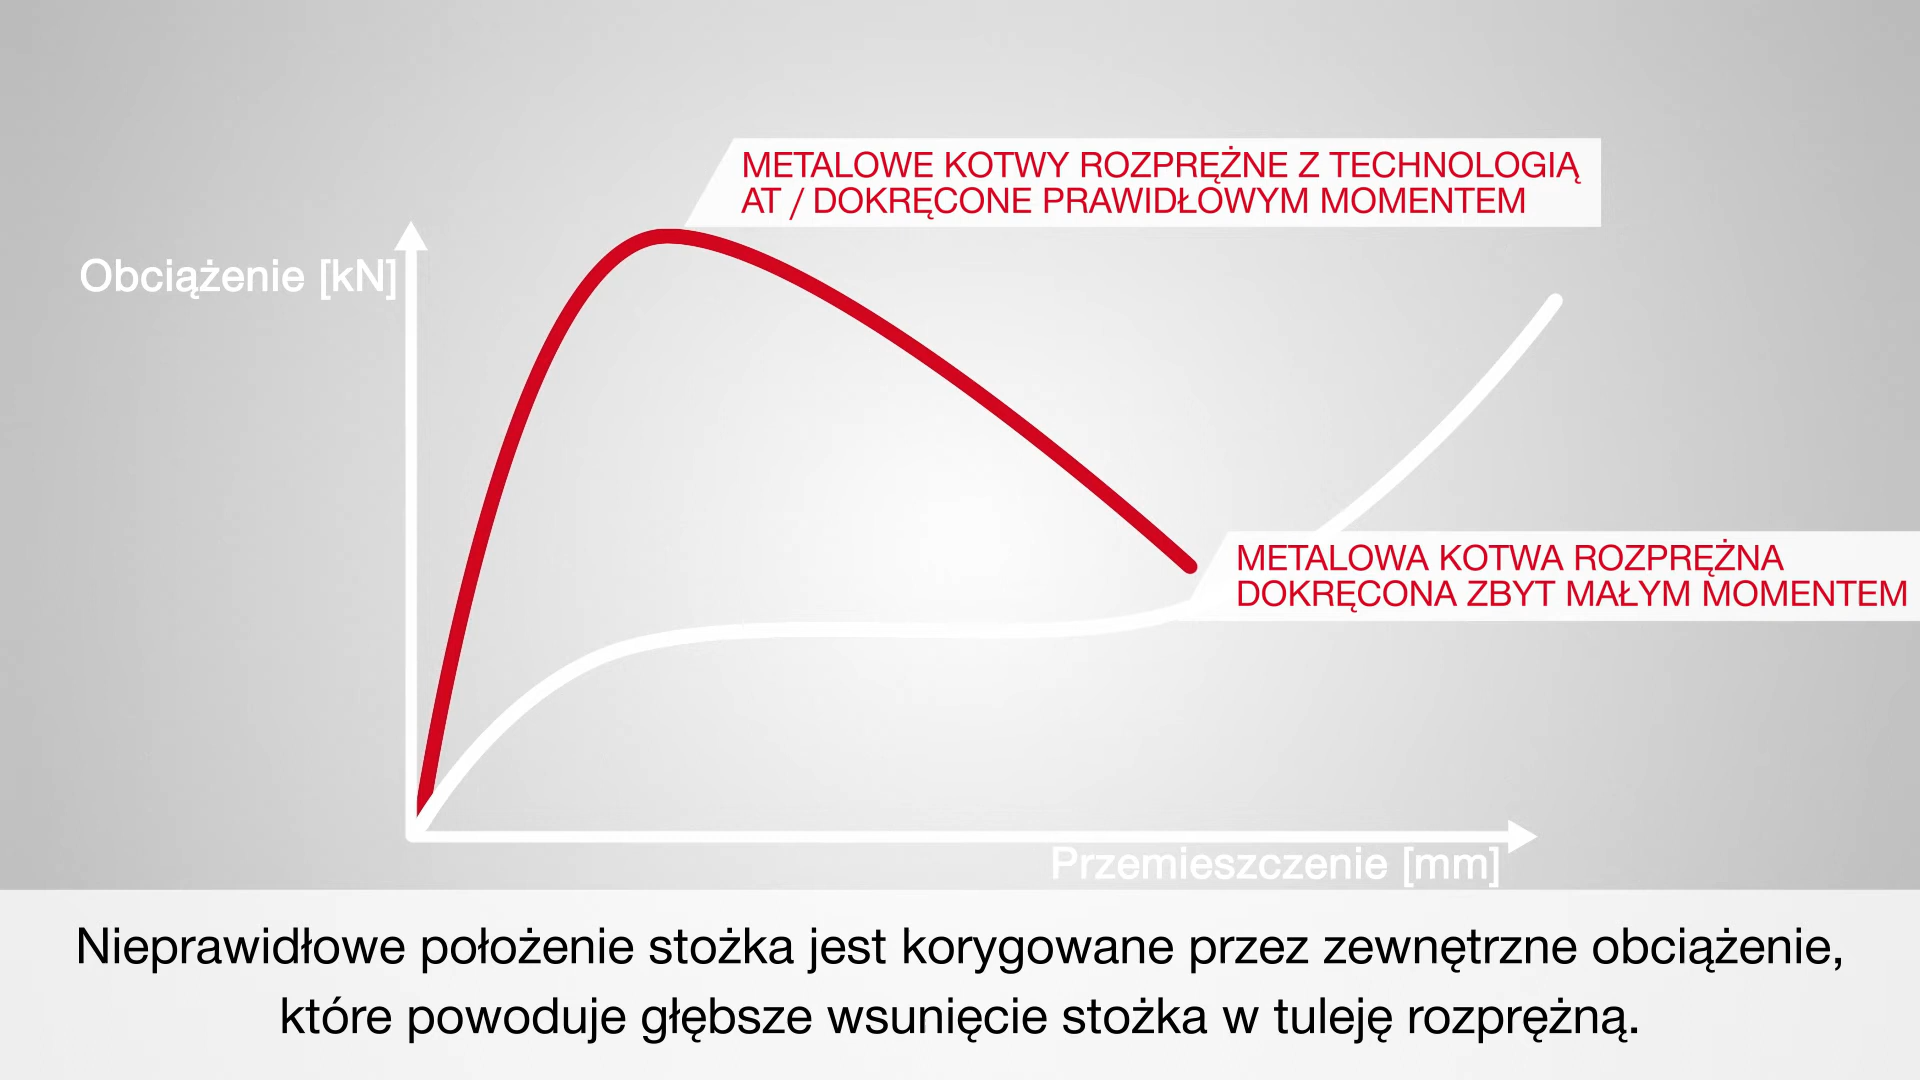 METALOWE KOTWY ROZPRĘŻNE Z TECHNOLOGIĄ
AT / DOKRĘCONE PRAWIDŁOWYM MOMENTEM
Obciążenie [kN]
METALOWA KOTWA ROZPRĘŻNA
DOKRĘCONA ZBYT MAŁYM MOMENTEM
Przemieszczenie [mm]
Nieprawidłowe położenie stożka jest korygowane przez zewnętrzne obciążenie,
które powoduje głębsze wsunięcie stożka w tuleję rozprężną.